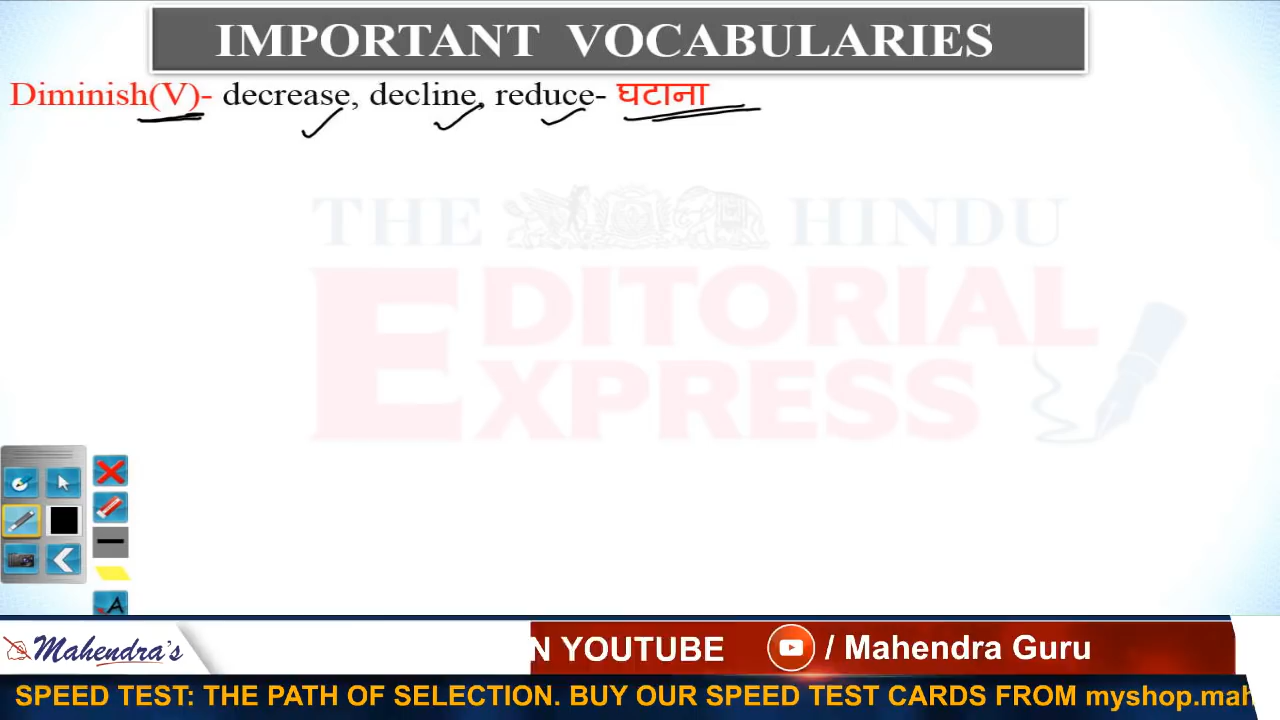 IMPORTANT VOCABULARIES
Diminish(V)- decrease, decline, reduce- घटाना
THE HINDU
EDITORIAL
EXPRESS
A
Mahendra's
N YOUTUBE / Mahendra Guru
SPEED TEST: THE PATH OF SELECTION. BUY OUR SPEED TEST CARDS FROM myshop.mah